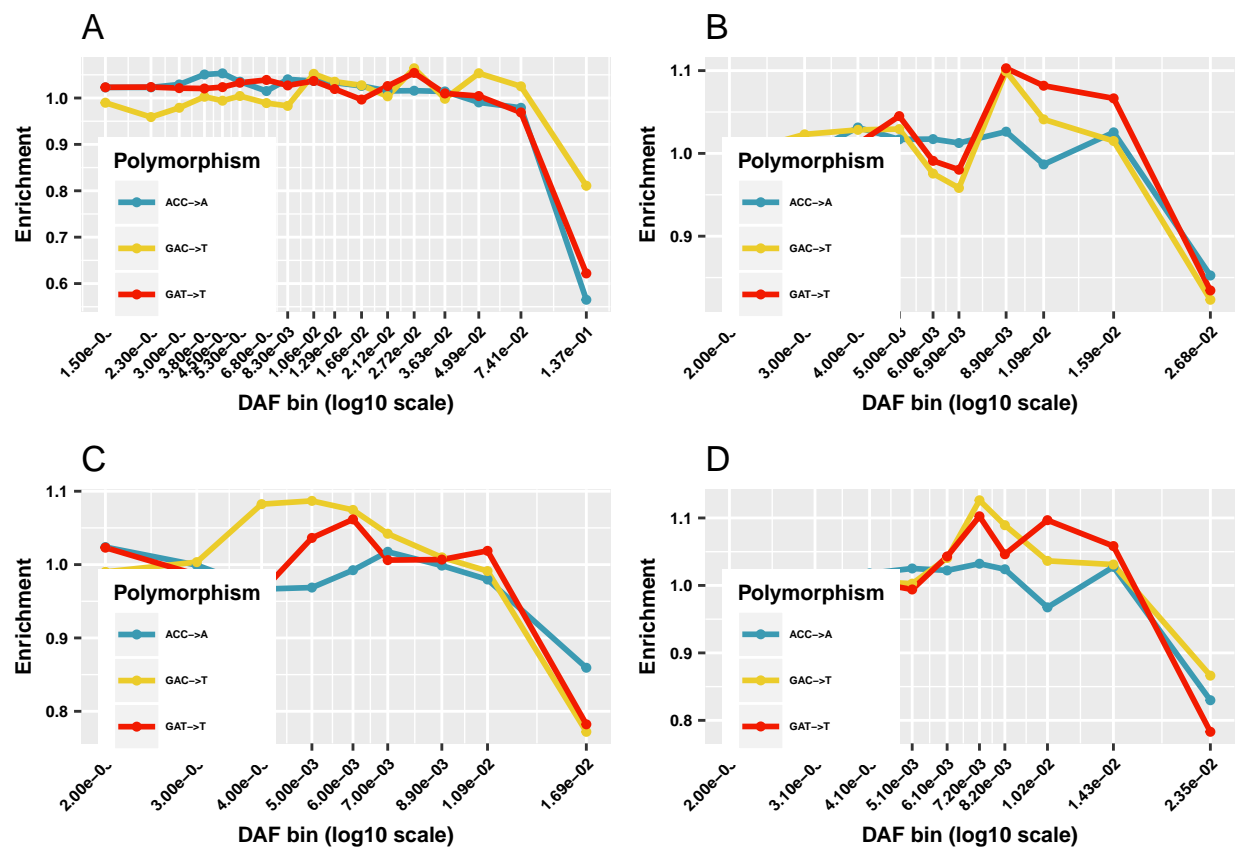 A
Enrichment
1.0
0.9
0.8
0.7
0.6
Polymorphism
ACC->A
GAC->T
GAT->T
8.30e-03
1.06e-02
1.29e-02
1.66e-02
2.12e-02
2.72e-02
3.63e-02
4.99e-02
7.41e-02
1.37e-01
DAF bin (log10 scale)
B
Enrichment
1.1
1.0
0.9
Polymorphism
ACC->A
GAC->T
GAT->T
6.00e-03
6.90e-03
8.90e-03
1.09e-02
1.59e-02
2.68e-02
DAF bin (log10 scale)
C
Enrichment
1.1
1.0
0.9
0.8
Polymorphism
ACC->A
GAC->T
GAT->T
5.00e-03
6.00e-03
7.00e-03
8.90e-03
1.09e-02
1.69e-02
DAF bin (log10 scale)
D
Enrichment
1.1
1.0
0.9
0.8
Polymorphism
ACC->A
GAC->T
GAT->T
5.10e-03
6.10e-03
7.20e-03
8.20e-03
1.02e-02
1.43e-02
2.35e-02
DAF bin (log10 scale)